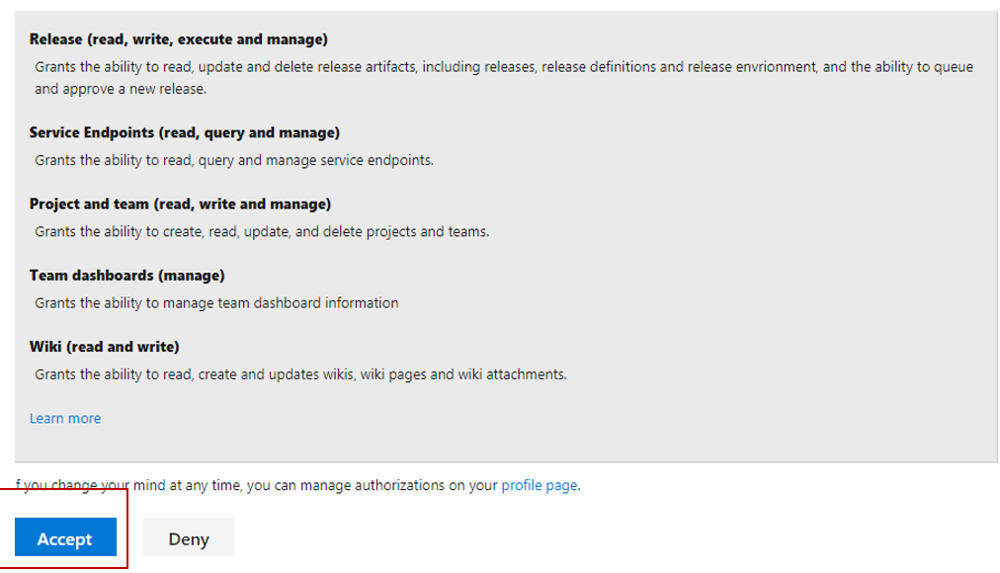 Release (read, write, execute and manage)
Grants the ability to read, update and delete release artifacts, including releases, release definitions and release envrionment, and the ability to queue
and approve a new release.
Service Endpoints (read, query and manage)
Grants the ability to read, query and manage service endpoints.
Project and team (read, write and manage)
Grants the ability to create, read, update, and delete projects and teams.
Team dashboards (manage)
Grants the ability to manage team dashboard information
Wiki (read and write)
Grants the ability to read, create and updates wikis, wiki pages and wiki attachments.
Learn more
f you change your mind at any time, you can manage authorizations on your profile page.
Accept
Deny